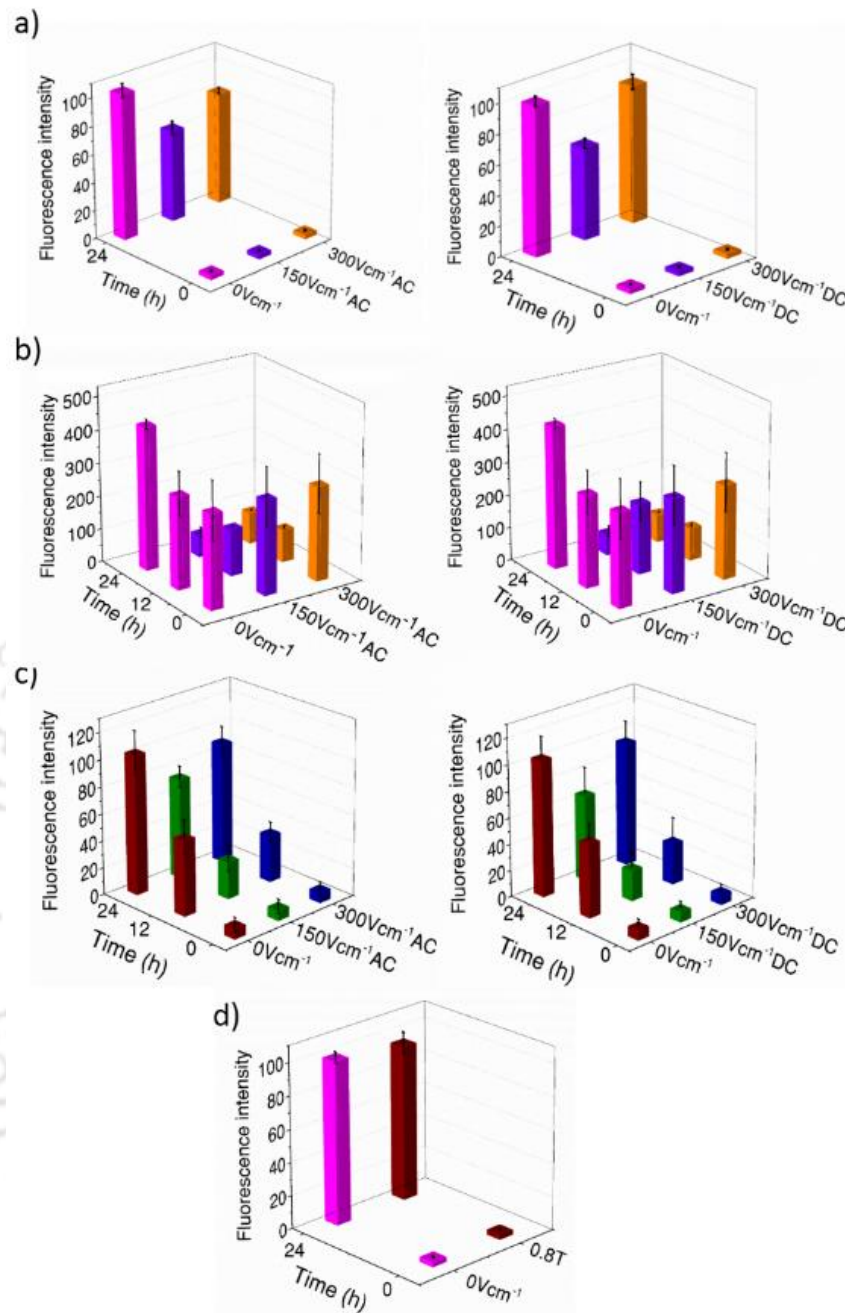 a)
Fluorescence intensity
100
80
60
40
20
0
24
0
Time (h)
0Vcm⁻¹
150Vcm⁻¹AC
300Vcm⁻¹AC
Fluorescence intensity
100
80
60
40
20
0
24
0
Time (h)
0Vcm⁻¹
150Vcm⁻¹DC
300Vcm⁻¹DC
b)
Fluorescence intensity
500
400
300
200
100
0
24
12
0
Time (h)
0Vcm⁻¹
150Vcm⁻¹AC
300Vcm⁻¹AC
Fluorescence intensity
500
400
300
200
100
0
24
12
0
Time (h)
0Vcm⁻¹
150Vcm⁻¹DC
300Vcm⁻¹DC
c)
Fluorescence intensity
120
100
80
60
40
20
0
24
12
0
Time (h)
0Vcm⁻¹
150Vcm⁻¹AC
300Vcm⁻¹AC
Fluorescence intensity
120
100
80
60
40
20
0
24
12
0
Time (h)
0Vcm⁻¹
150Vcm⁻¹DC
300Vcm⁻¹DC
d)
Fluorescence intensity
100
80
60
40
20
0
24
0
Time (h)
0Vcm⁻¹
0.8T